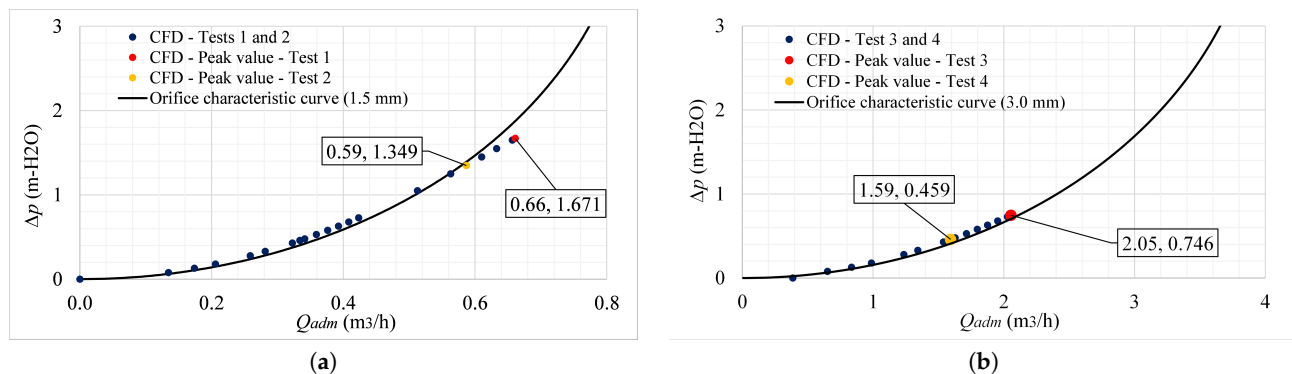 3
2
1
0
Δp (m-H2O)
CFD - Tests 1 and 2
CFD - Peak value - Test 1
CFD - Peak value - Test 2
Orifice characteristic curve (1.5 mm)
0.59, 1.349
0.66, 1.671
0.0 0.2 0.4 0.6 0.8
Qadm (m3/h)
(a)
3
2
1
0
Δp (m-H2O)
CFD - Test 3 and 4
CFD - Peak value - Test 3
CFD - Peak value - Test 4
Orifice characteristic curve (3.0 mm)
1.59, 0.459
2.05, 0.746
0 1 2 3 4
Qadm (m3/h)
(b)